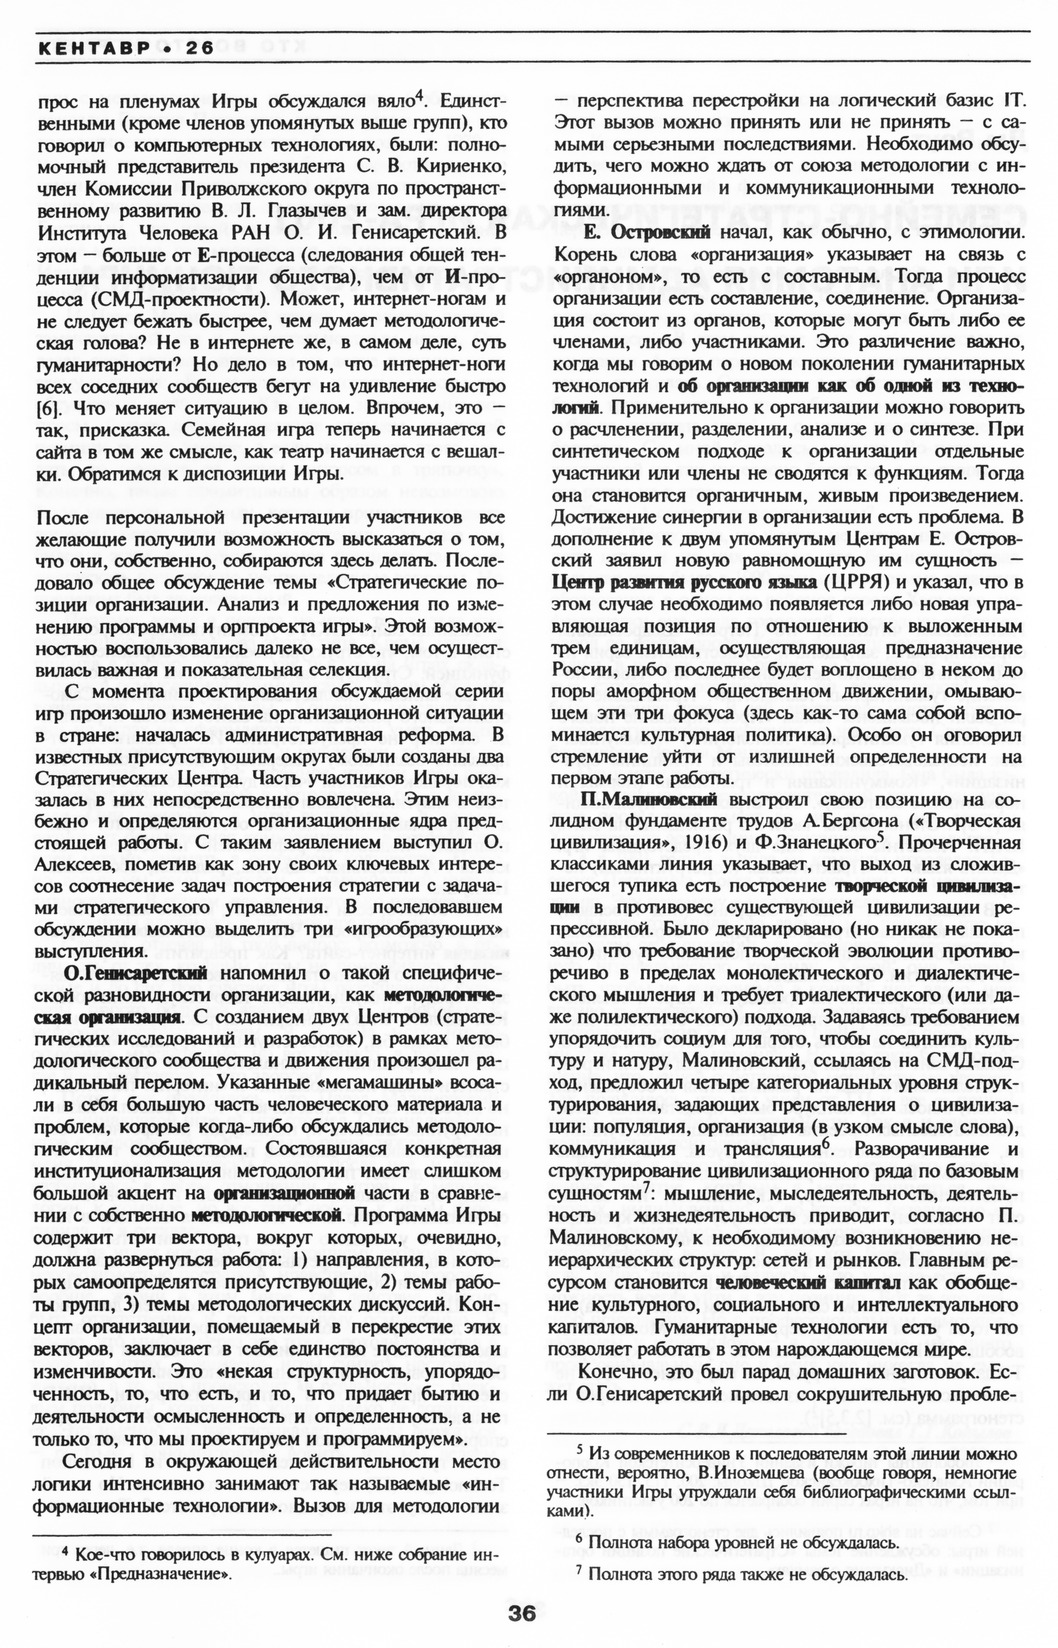 КЕНТАВР • 26
прос на пленумах Игры обсуждался вяло⁴. Единст-
венными (кроме членов упомянутых выше групп), кто
говорил о компьютерных технологиях, были: полно-
мочный представитель президента С. В. Кириенко,
член Комиссии Приволжского округа по пространст-
венному развитию В. Л. Глазычев и зам. директора
Института Человека РАН О. И. Генисаретский. В
этом — больше от Е-процесса (следования общей тен-
денции информатизации общества), чем от И-про-
цесса (СМД-проектности). Может, интернет-ногам и
не следует бежать быстрее, чем думает методологиче-
ская голова? Не в интернете же, в самом деле, суть
гуманитарности? Но дело в том, что интернет-ноги
всех соседних сообществ бегут на удивление быстро
[6]. Что меняет ситуацию в целом. Впрочем, это —
так, присказка. Семейная игра теперь начинается с
сайта в том же смысле, как театр начинается с вешал-
ки. Обратимся к диспозиции Игры.
После персональной презентации участников все
желающие получили возможность высказаться о том,
что они, собственно, собираются здесь делать. После-
довало общее обсуждение темы «Стратегические по-
зиции организации. Анализ и предложения по изме-
нению программы и оргпроекта игры». Этой возмож-
ностью воспользовались далеко не все, чем осущест-
вилась важная и показательная селекция.
С момента проектирования обсуждаемой серии
игр произошло изменение организационной ситуации
в стране: началась административная реформа. В
известных присутствующим округах были созданы два
Стратегических Центра. Часть участников Игры ока-
залась в них непосредственно вовлечена. Этим неиз-
бежно и определяются организационные ядра пред-
стоящей работы. С таким заявлением выступил О.
Алексеев, пометив как зону своих ключевых интере-
сов соотнесение задач построения стратегии с задача-
ми стратегического управления. В последовавшем
обсуждении можно выделить три «игрообразующих»
выступления.
О.Генисаретский напомнил о такой специфиче-
ской разновидности организации, как методологиче-
ская организация. С созданием двух Центров (страте-
гических исследований и разработок) в рамках мето-
дологического сообщества и движения произошел ра-
дикальный перелом. Указанные «мегамашины» всоса-
ли в себя большую часть человеческого материала и
проблем, которые когда-либо обсуждались методоло-
гическим сообществом. Состоявшаяся конкретная
институционализация методологии имеет слишком
большой акцент на организационной части в сравне-
нии с собственно методологической. Программа Игры
содержит три вектора, вокруг которых, очевидно,
должна развернуться работа: 1) направления, в кото-
рых самоопределятся присутствующие, 2) темы рабо-
ты групп, 3) темы методологических дискуссий. Кон-
цепт организации, помещаемый в перекрестие этих
векторов, заключает в себе единство постоянства и
изменчивости. Это «некая структурность, упорядо-
ченность, то, что есть, и то, что придает бытию и
деятельности осмысленность и определенность, а не
только то, что мы проектируем и программируем».
Сегодня в окружающей действительности место
логики интенсивно занимают так называемые «ин-
формационные технологии». Вызов для методологии
⁴ Кое-что говорилось в кулуарах. См. ниже собрание ин-
тервью «Предназначение».
— перспектива перестройки на логический базис IT.
Этот вызов можно принять или не принять — с са-
мыми серьезными последствиями. Необходимо обсу-
дить, чего можно ждать от союза методологии с ин-
формационными и коммуникационными техноло-
гиями.
Е. Островский начал, как обычно, с этимологии.
Корень слова «организация» указывает на связь с
«органоном», то есть с составным. Тогда процесс
организации есть составление, соединение. Организа-
ция состоит из органов, которые могут быть либо ее
членами, либо участниками. Это различение важно,
когда мы говорим о новом поколении гуманитарных
технологий и об организации как об одной из техно-
логий. Применительно к организации можно говорить
о расчленении, разделении, анализе и о синтезе. При
синтетическом подходе к организации отдельные
участники или члены не сводятся к функциям. Тогда
она становится органичным, живым произведением.
Достижение синергии в организации есть проблема. В
дополнение к двум упомянутым Центрам Е. Остров-
ский заявил новую равномощную им сущность —
Центр развития русского языка (ЦРРЯ) и указал, что в
этом случае необходимо появляется либо новая упра-
вляющая позиция по отношению к выложенным
трем единицам, осуществляющая предназначение
России, либо последнее будет воплощено в неком до
поры аморфном общественном движении, омываю-
щем эти три фокуса (здесь как-то сама собой вспо-
минается культурная политика). Особо он оговорил
стремление уйти от излишней определенности на
первом этапе работы.
П.Малиновский выстроил свою позицию на со-
лидном фундаменте трудов А.Бергсона («Творческая
цивилизация», 1916) и Ф.Знанецкого⁵. Прочерченная
классиками линия указывает, что выход из сложив-
шегося тупика есть построение творческой цивилиза-
ции в противовес существующей цивилизации ре-
прессивной. Было декларировано (но никак не пока-
зано) что требование творческой эволюции противо-
речиво в пределах монолектического и диалектиче-
ского мышления и требует триалектического (или да-
же полилектического) подхода. Задаваясь требованием
упорядочить социум для того, чтобы соединить куль-
туру и натуру, Малиновский, ссылаясь на СМД-под-
ход, предложил четыре категориальных уровня струк-
турирования, задающих представления о цивилиза-
ции: популяция, организация (в узком смысле слова),
коммуникация и трансляция⁶. Разворачивание и
структурирование цивилизационного ряда по базовым
сущностям⁷: мышление, мыследеятельность, деятель-
ность и жизнедеятельность приводит, согласно П.
Малиновскому, к необходимому возникновению не-
иерархических структур: сетей и рынков. Главным ре-
сурсом становится человеческий капитал как обобще-
ние культурного, социального и интеллектуального
капиталов. Гуманитарные технологии есть то, что
позволяет работать в этом нарождающемся мире.
Конечно, это был парад домашних заготовок. Ес-
ли О.Генисаретский провел сокрушительную пробле-
⁵ Из современников к последователям этой линии можно
отнести, вероятно, В.Иноземцева (вообще говоря, немногие
участники Игры утруждали себя библиографическими ссыл-
ками).
⁶ Полнота набора уровней не обсуждалась.
⁷ Полнота этого ряда также не обсуждалась.
36